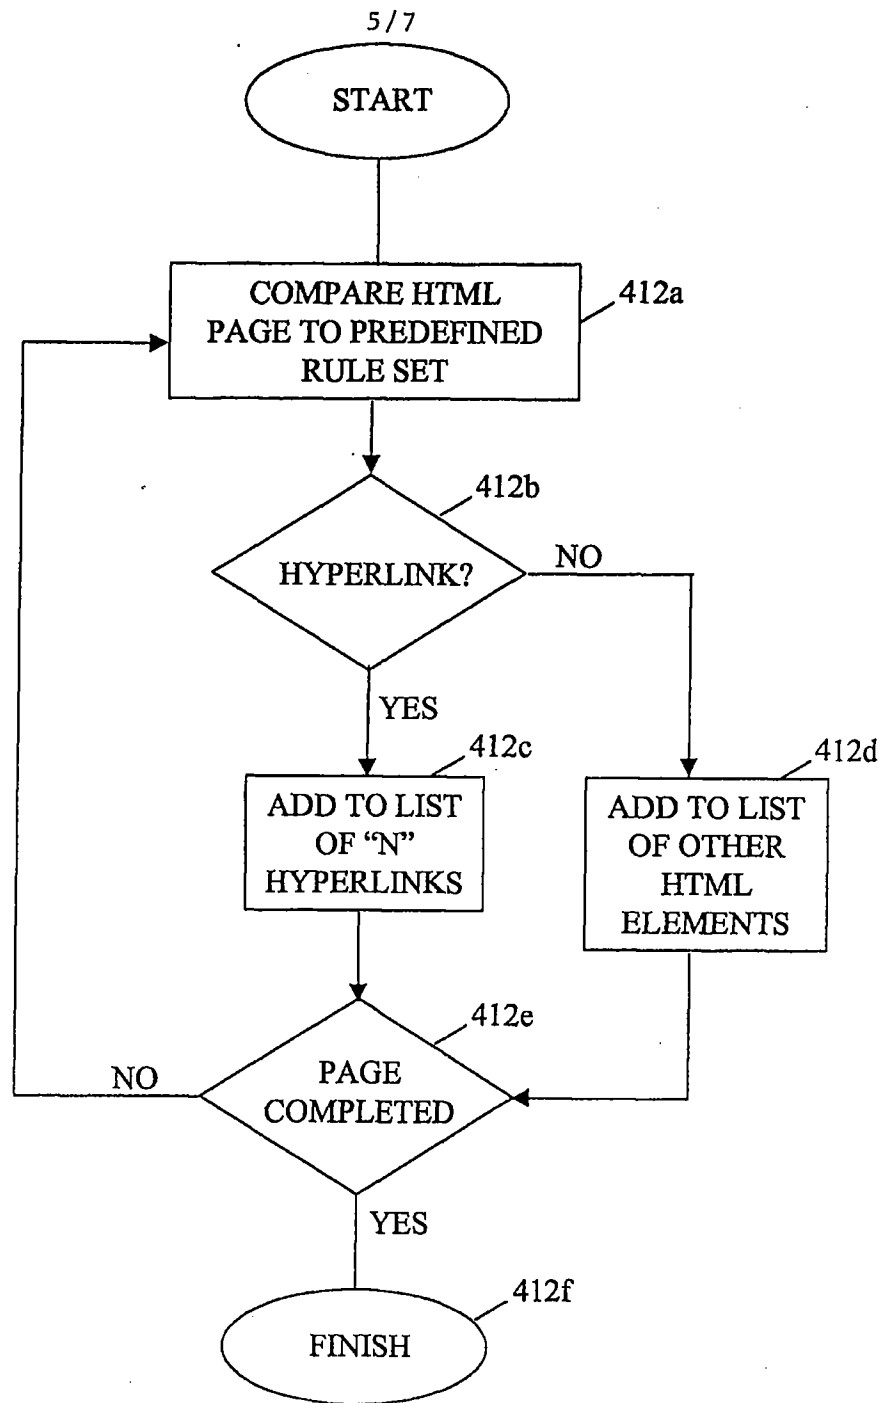 5/7
START
COMPARE HTML
PAGE TO PREDEFINED
RULE SET
412a
412b
HYPERLINK?
NO
YES
412c
ADD TO LIST
OF “N”
HYPERLINKS
412d
ADD TO LIST
OF OTHER
HTML
ELEMENTS
412e
PAGE
COMPLETED
NO
YES
412f
FINISH